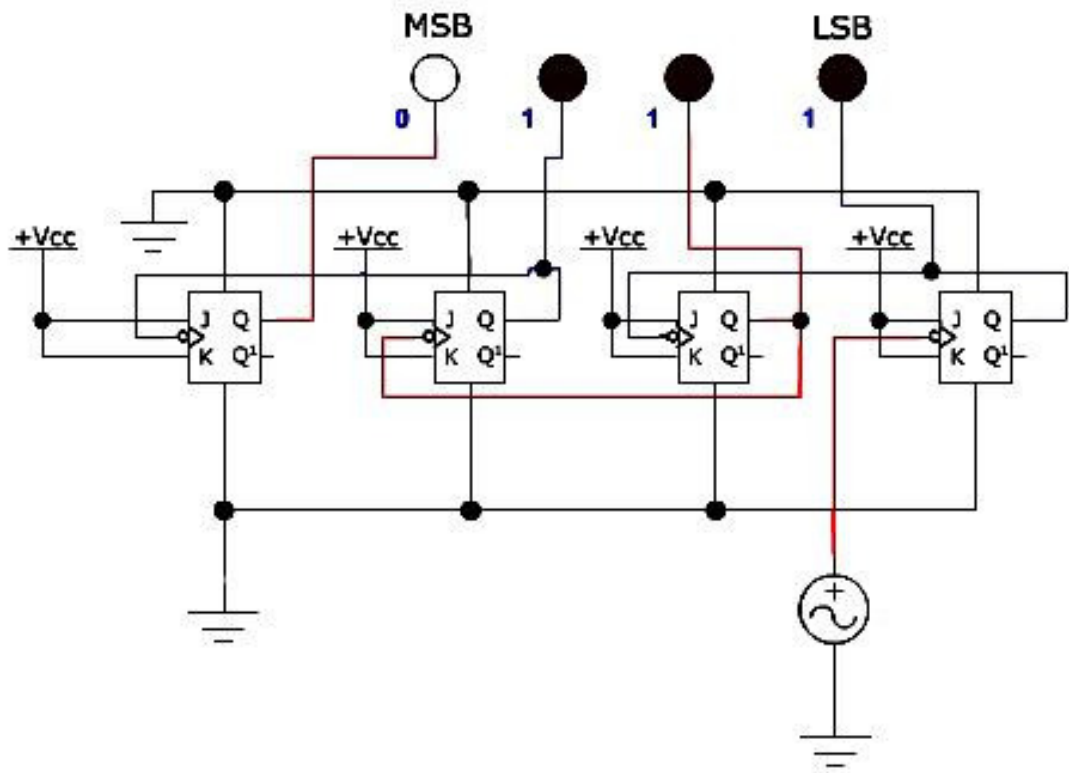 MSB LSB
0 1 1 1
+Vcc +Vcc +Vcc +Vcc
J Q J Q J Q J Q
K Q¹ K Q¹ K Q¹ K Q¹
+